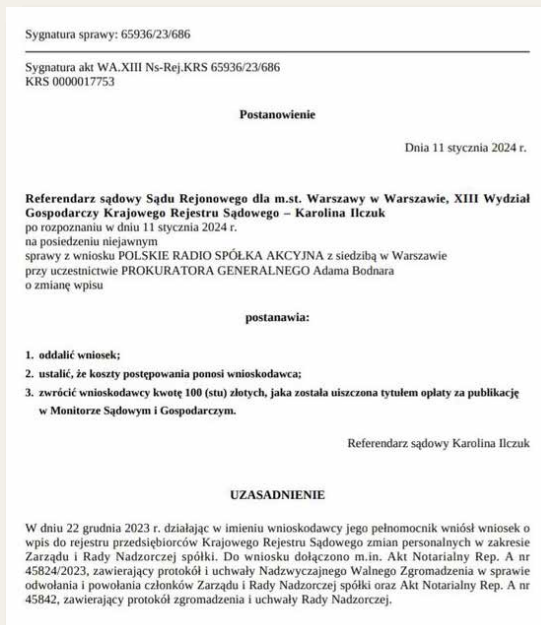 Sygnatura sprawy: 65936/23/686
Sygnatura akt WA.XIII Ns-Rej.KRS 65936/23/686
KRS 0000017753
Postanowienie
Dnia 11 stycznia 2024 r.
Referendarz sądowy Sądu Rejonowego dla m.st. Warszawy w Warszawie, XIII Wydział
Gospodarczy Krajowego Rejestru Sądowego – Karolina Ilczuk
po rozpoznaniu w dniu 11 stycznia 2024 r.
na posiedzeniu niejawnym
sprawy z wniosku POLSKIE RADIO SPÓŁKA AKCYJNA z siedzibą w Warszawie
przy uczestnictwie PROKURATORA GENERALNEGO Adama Bodnara
o zmianę wpisu
postanawia:
1. oddalić wniosek;
2. ustalić, że koszty postępowania ponosi wnioskodawca;
3. zwrócić wnioskodawcy kwotę 100 (stu) złotych, jaka została uiszczona tytułem opłaty za publikację
w Monitorze Sądowym i Gospodarczym.
Referendarz sądowy Karolina Ilczuk
UZASADNIENIE
W dniu 22 grudnia 2023 r. działając w imieniu wnioskodawcy jego pełnomocnik wniósł wniosek o
wpis do rejestru przedsiębiorców Krajowego Rejestru Sądowego zmian personalnych w zakresie
Zarządu i Rady Nadzorczej spółki. Do wniosku dołączono m.in. Akt Notarialny Rep. A nr
45824/2023, zawierający protokół i uchwały Nadzwyczajnego Walnego Zgromadzenia w sprawie
odwołania i powołania członków Zarządu i Rady Nadzorczej spółki oraz Akt Notarialny Rep. A nr
45842, zawierający protokół zgromadzenia i uchwały Rady Nadzorczej.